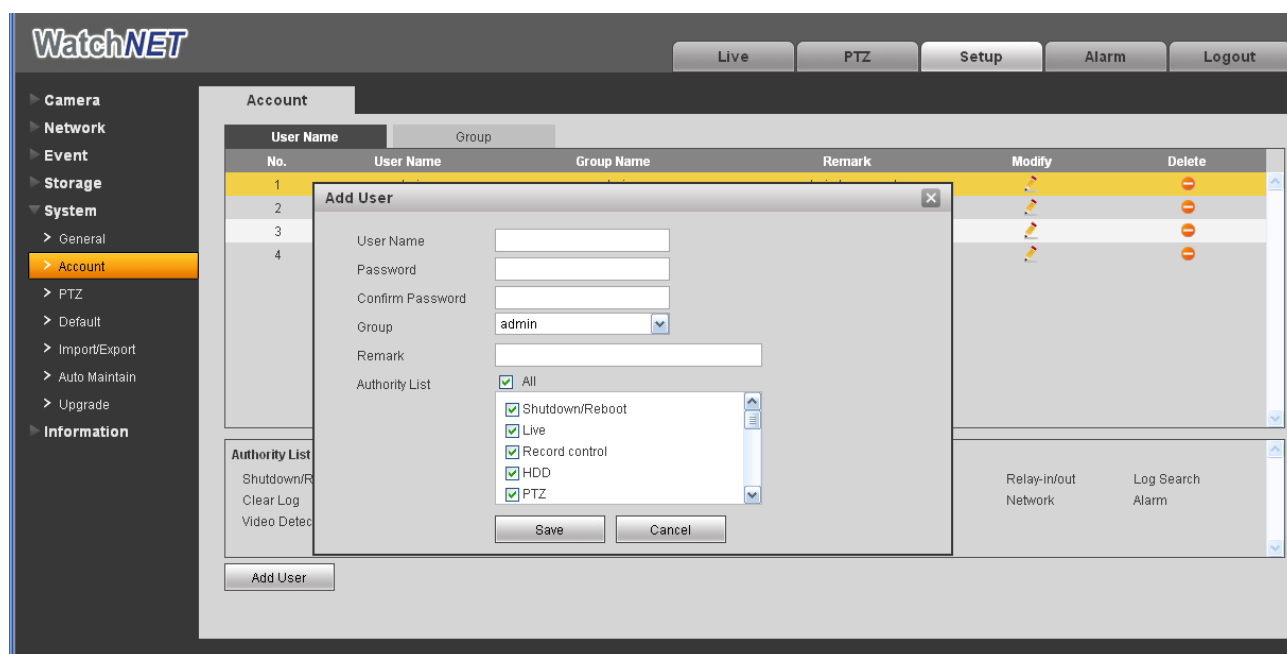 WatchNET
Live PTZ Setup Alarm Logout
Camera
Network
Event
Storage
System
General
Account
PTZ
Default
Import/Export
Auto Maintain
Upgrade
Information
Account
User Name Group
No. User Name Group Name Remark Modify Delete
1
2
3
4
Add User
User Name
Password
Confirm Password
Group admin
Remark
Authority List All
Shutdown/Reboot
Live
Record control
HDD
PTZ
Save Cancel
Authority List
Shutdown/R Relay-in/out Log Search
Clear Log Network Alarm
Video Detec
Add User